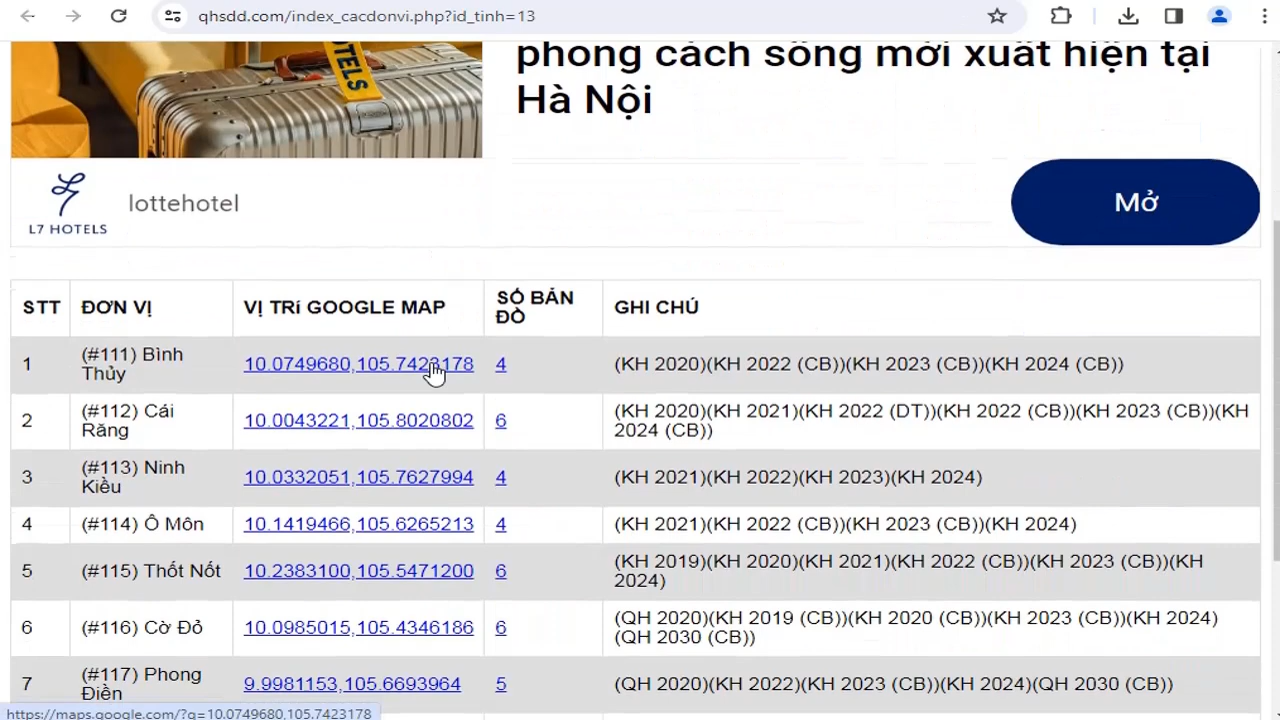 qhsdd.com/index_cacdonvi.php?id_tinh=13
HOTELS
phong cách sống mới xuất hiện tại
Hà Nội
L7 HOTELS
lottehotel
Mở
STT ĐƠN VỊ VỊ TRí GOOGLE MAP SỐ BẢN ĐỒ GHI CHÚ
1 (#111) Bình Thủy 10.0749680,105.7423178 4 (KH 2020)(KH 2022 (CB))(KH 2023 (CB))(KH 2024 (CB))
2 (#112) Cái Răng 10.0043221,105.8020802 6 (KH 2020)(KH 2021)(KH 2022 (DT))(KH 2022 (CB))(KH 2023 (CB))(KH 2024 (CB))
3 (#113) Ninh Kiều 10.0332051,105.7627994 4 (KH 2021)(KH 2022)(KH 2023)(KH 2024)
4 (#114) Ô Môn 10.1419466,105.6265213 4 (KH 2021)(KH 2022 (CB))(KH 2023 (CB))(KH 2024)
5 (#115) Thốt Nốt 10.2383100,105.5471200 6 (KH 2019)(KH 2020)(KH 2021)(KH 2022 (CB))(KH 2023 (CB))(KH 2024)
6 (#116) Cờ Đỏ 10.0985015,105.4346186 6 (QH 2020)(KH 2019 (CB))(KH 2020 (CB))(KH 2023 (CB))(KH 2024)(QH 2030 (CB))
7 (#117) Phong Điền 9.9981153,105.6693964 5 (QH 2020)(KH 2022)(KH 2023 (CB))(KH 2024)(QH 2030 (CB))
https://maps.google.com/?q=10.0749680,105.7423178